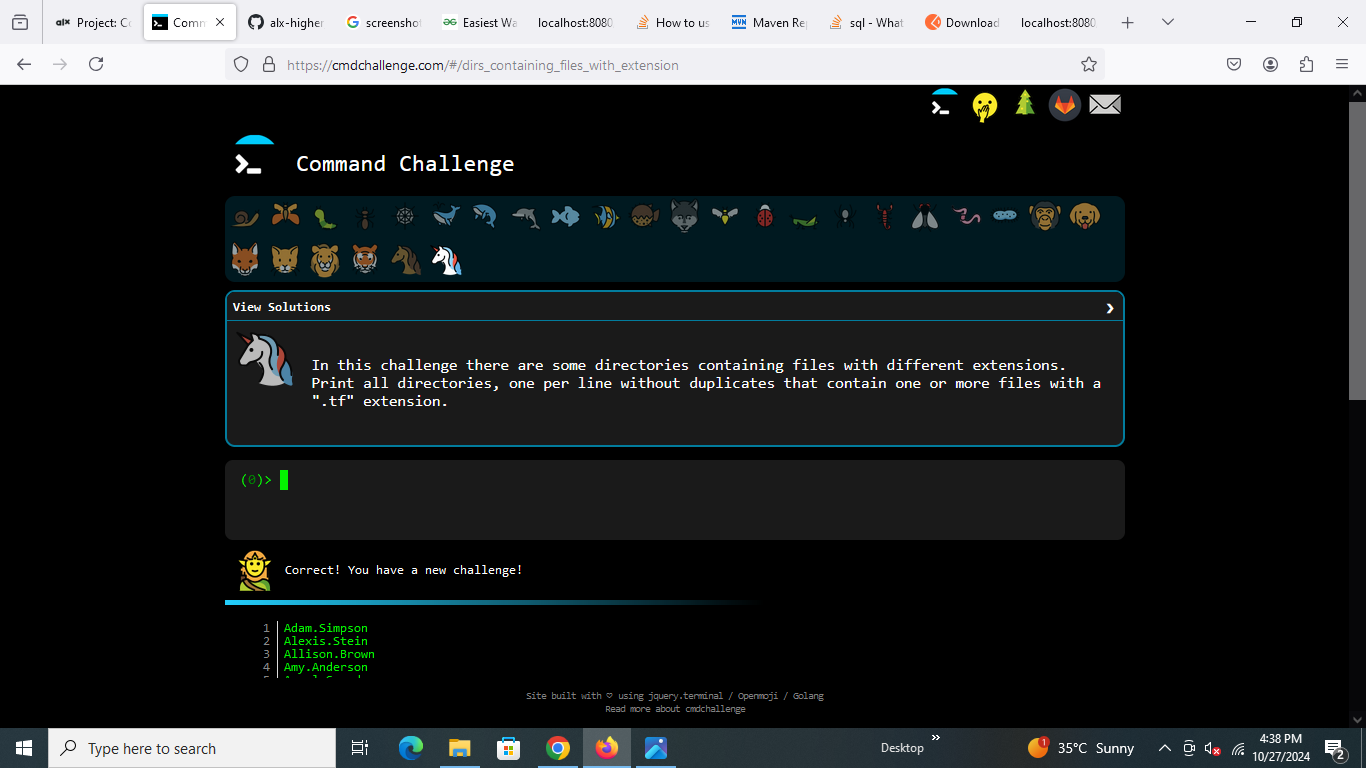 alx Project: Co
Comm
alx-higher
screenshot
Easiest Wa
localhost:8080
How to us
Maven Rep
sql - What
Download
localhost:8080
https://cmdchallenge.com/#/dirs_containing_files_with_extension
Command Challenge
View Solutions
In this challenge there are some directories containing files with different extensions.
Print all directories, one per line without duplicates that contain one or more files with a
".tf" extension.
(0)>
Correct! You have a new challenge!
1 Adam.Simpson
2 Alexis.Stein
3 Allison.Brown
4 Amy.Anderson
Site built with ♡ using jquery.terminal / Openmoji / Golang
Read more about cmdchallenge
Type here to search
Desktop
1
35°C Sunny
4:38 PM
10/27/2024
2